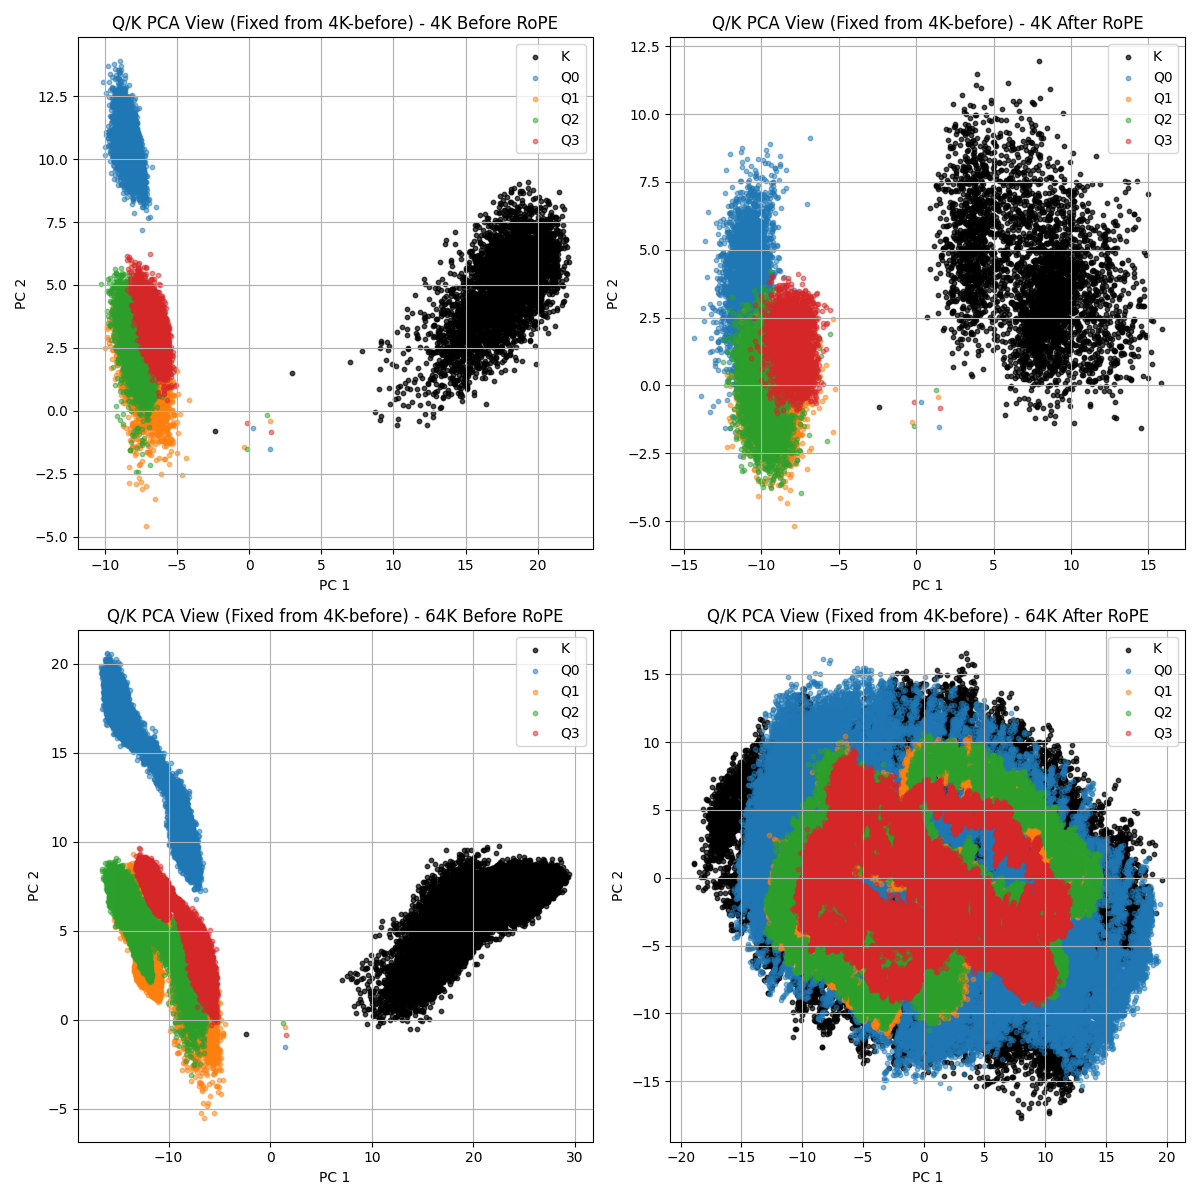 Q/K PCA View (Fixed from 4K-before) - 4K Before RoPE
12.5
10.0
7.5
5.0
2.5
0.0
−2.5
−5.0
PC 2
−10
−5
0
5
10
15
20
PC 1
K
Q0
Q1
Q2
Q3
Q/K PCA View (Fixed from 4K-before) - 4K After RoPE
12.5
10.0
7.5
5.0
2.5
0.0
−2.5
−5.0
PC 2
−15
−10
−5
0
5
10
15
PC 1
K
Q0
Q1
Q2
Q3
Q/K PCA View (Fixed from 4K-before) - 64K Before RoPE
20
15
10
5
0
−5
PC 2
−10
0
10
20
30
PC 1
K
Q0
Q1
Q2
Q3
Q/K PCA View (Fixed from 4K-before) - 64K After RoPE
15
10
5
0
−5
−10
−15
PC 2
−20
−15
−10
−5
0
5
10
15
20
PC 1
K
Q0
Q1
Q2
Q3